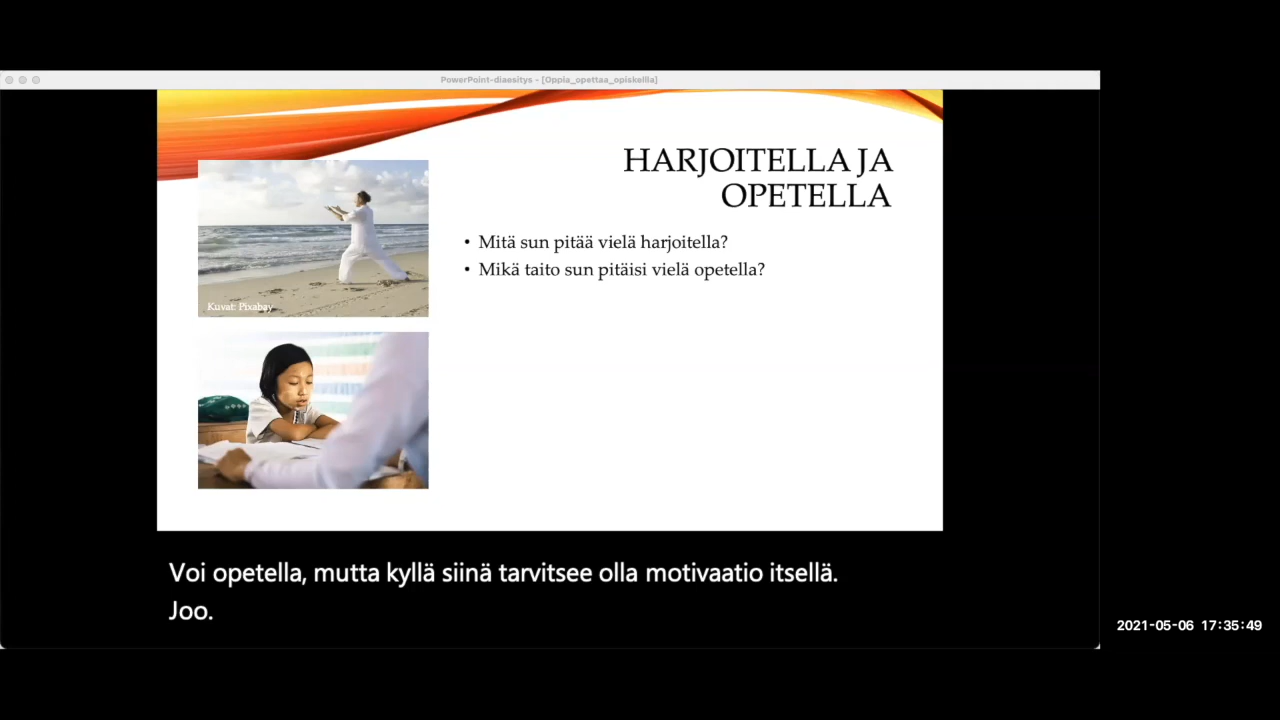 PowerPoint-diaesitys - [Oppia_opettaa_opiskella]
HARJOITELLA JA
OPETELLA
• Mitä sun pitää vielä harjoitella?
• Mikä taito sun pitäisi vielä opetella?
Kuvat: Pixabay
Voi opetella, mutta kyllä siinä tarvitsee olla motivaatio itsellä.
Joo.
2021-05-06 17:35:49